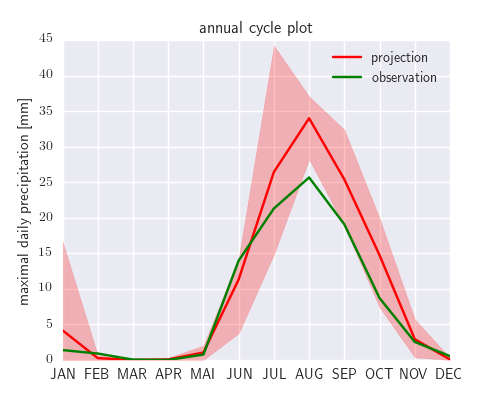 annual cycle plot
maximal daily precipitation [mm]
45
40
35
30
25
20
15
10
5
0
projection
observation
JAN FEB MAR APR MAI JUN JUL AUG SEP OCT NOV DEC